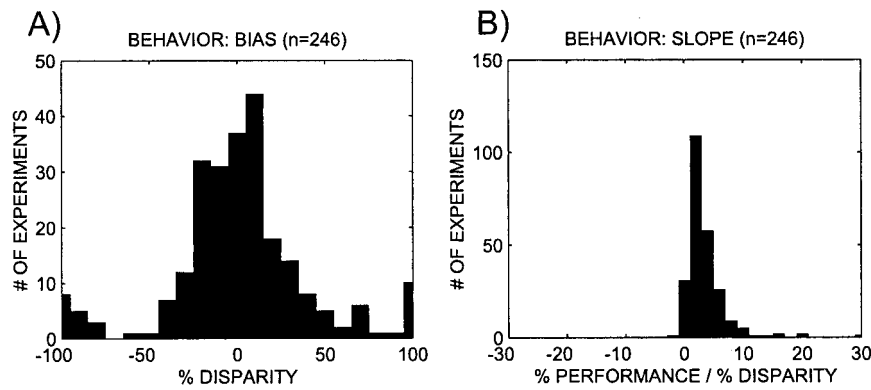 A)
BEHAVIOR: BIAS (n=246)
50
40
30
20
10
0
# OF EXPERIMENTS
-100 -50 0 50 100
% DISPARITY
B)
BEHAVIOR: SLOPE (n=246)
150
100
50
0
# OF EXPERIMENTS
-30 -20 -10 0 10 20 30
% PERFORMANCE / % DISPARITY